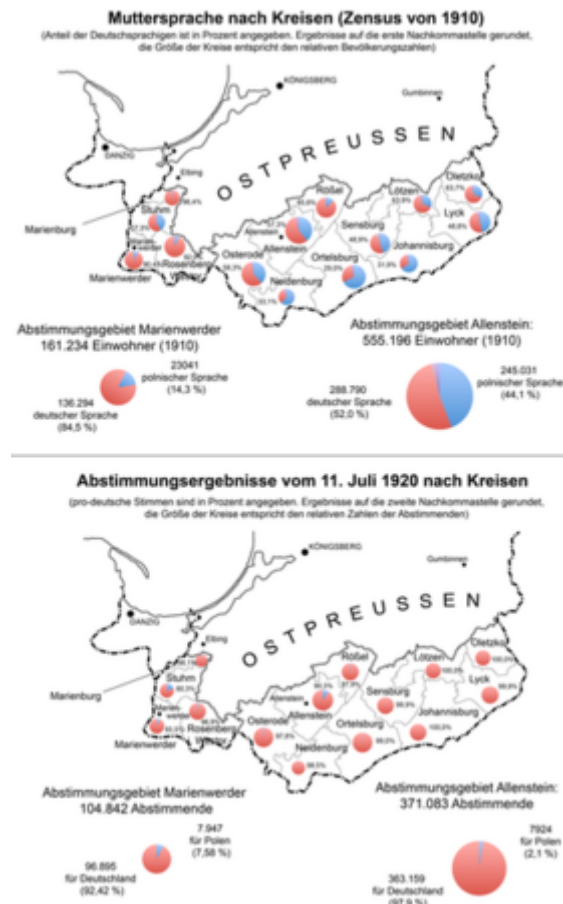 Muttersprache nach Kreisen (Zensus von 1910)
(Anteil der Deutschsprachigen ist in Prozent angegeben. Ergebnisse auf die erste Nachkommastelle gerundet,
die Größe der Kreise entspricht den relativen Bevölkerungszahlen)
KÖNIGSBERG
Gumbinnen
DANZIG
Elbing
OSTPREUSSEN
Marienburg
Stuhm
Marienwerder
Rosenberg
Osterode
Neidenburg
Allenstein
Allenstein
Rößel
Sensburg
Ortelsburg
Lötzen
Johannisburg
Lyck
Abstimmungsgebiet Marienwerder
161.234 Einwohner (1910)
23041
polnischer Sprache
(14,3 %)
136.294
deutscher Sprache
(84,5 %)
Abstimmungsgebiet Allenstein:
555.196 Einwohner (1910)
245.031
polnischer Sprache
(44,1 %)
288.790
deutscher Sprache
(52,0 %)
Abstimmungsergebnisse vom 11. Juli 1920 nach Kreisen
(pro-deutsche Stimmen sind in Prozent angegeben. Ergebnisse auf die zweite Nachkommastelle gerundet,
die Größe der Kreise entspricht den relativen Zahlen der Abstimmenden)
KÖNIGSBERG
Gumbinnen
DANZIG
Elbing
OSTPREUSSEN
Marienburg
Stuhm
Marienwerder
Rosenberg
Osterode
Neidenburg
Allenstein
Allenstein
Rößel
Sensburg
Ortelsburg
Lötzen
Johannisburg
Lyck
Abstimmungsgebiet Marienwerder
104.842 Abstimmende
7.947
für Polen
(7,58 %)
96.895
für Deutschland
(92,42 %)
Abstimmungsgebiet Allenstein:
371.083 Abstimmende
7924
für Polen
(2,1 %)
363.159
für Deutschland
(97,9 %)